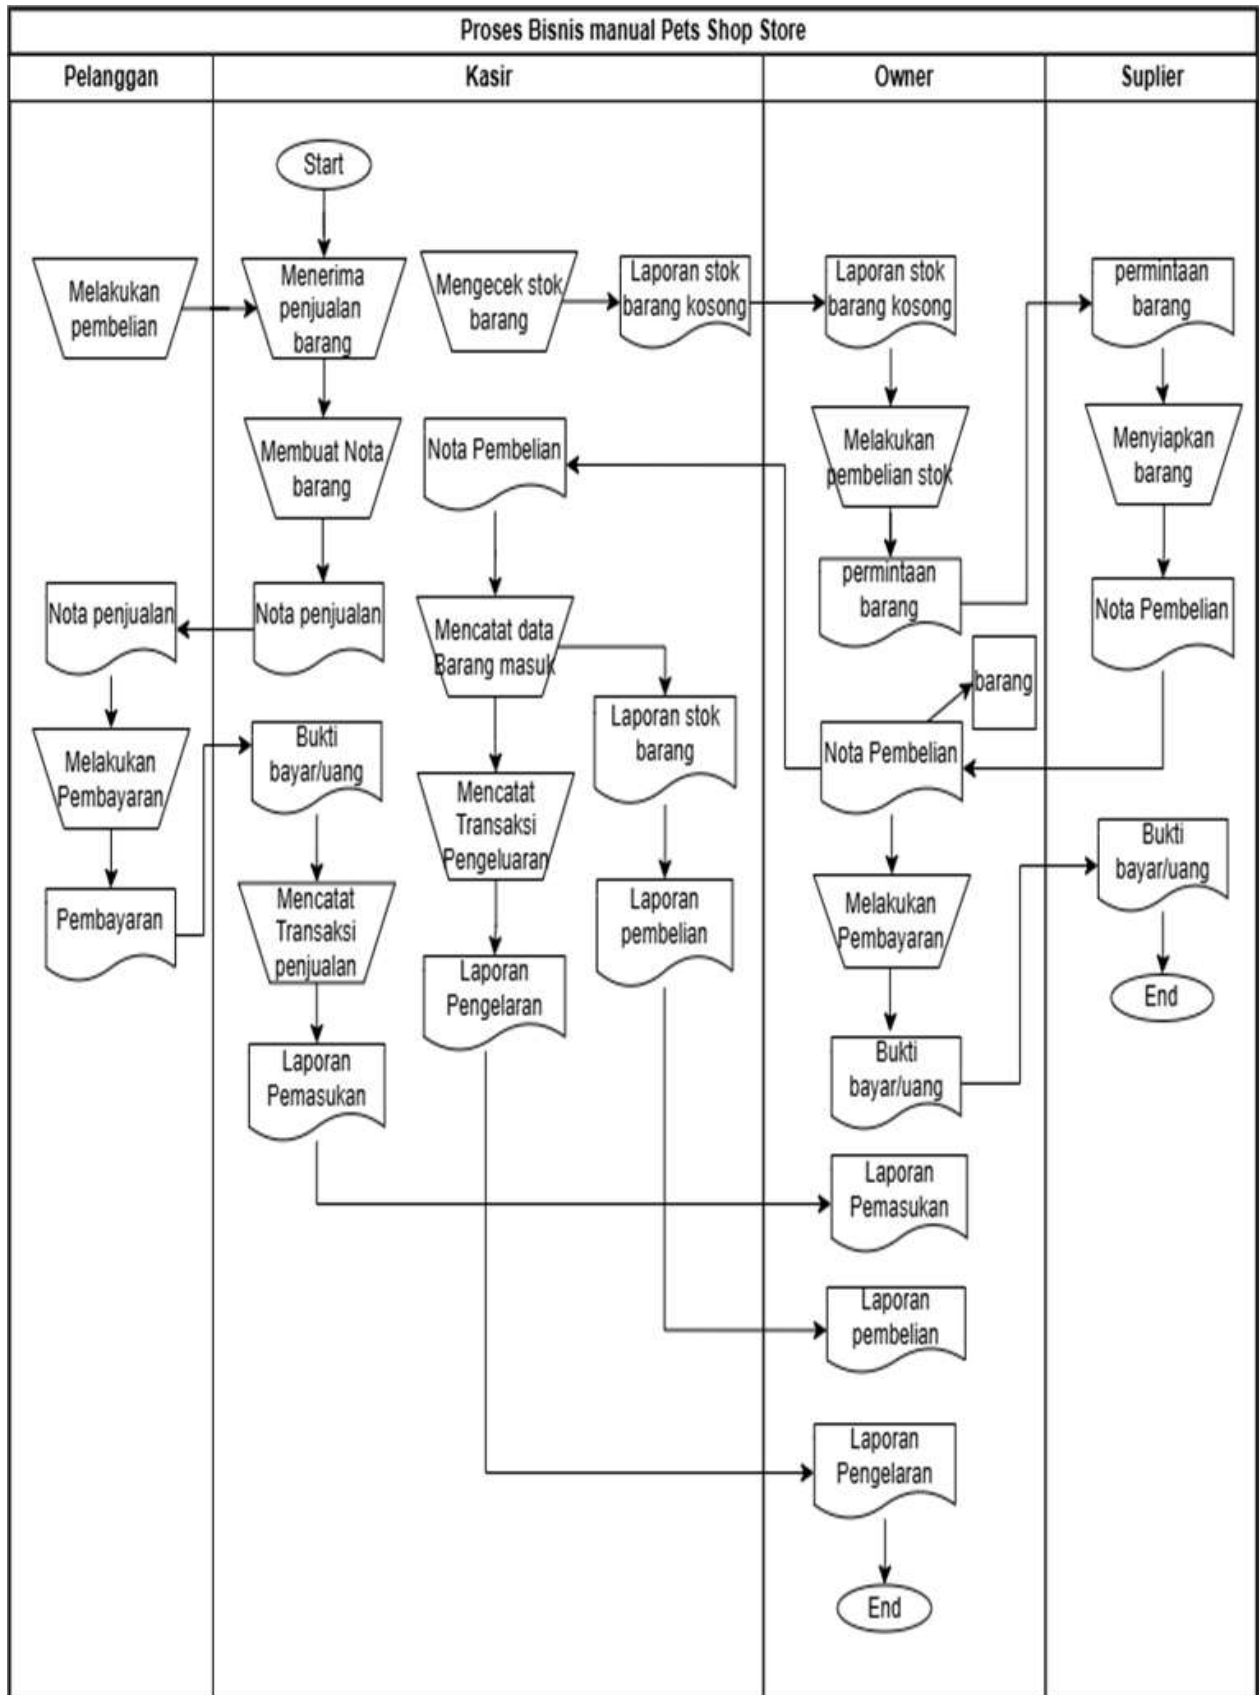 Proses Bisnis manual Pets Shop Store
Pelanggan
Kasir
Owner
Suplier
Start
Melakukan
pembelian
Menerima
penjualan
barang
Mengecek stok
barang
Laporan stok
barang kosong
Laporan stok
barang kosong
permintaan
barang
Membuat Nota
barang
Nota Pembelian
Melakukan
pembelian stok
Menyiapkan
barang
Nota penjualan
Nota penjualan
Mencatat data
Barang masuk
permintaan
barang
Nota Pembelian
barang
Melakukan
Pembayaran
Bukti
bayar/uang
Mencatat
Transaksi
Pengeluaran
Laporan stok
barang
Nota Pembelian
Bukti
bayar/uang
Pembayaran
Mencatat
Transaksi
penjualan
Laporan
Pengelaran
Laporan
pembelian
Melakukan
Pembayaran
End
Laporan
Pemasukan
Bukti
bayar/uang
Laporan
Pemasukan
Laporan
pembelian
Laporan
Pengelaran
End